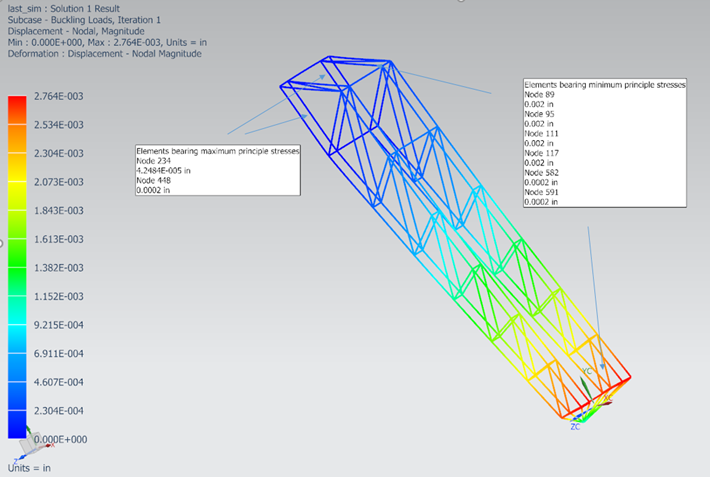 last_sim : Solution 1 Result
Subcase - Buckling Loads, Iteration 1
Displacement - Nodal, Magnitude
Min : 0.000E+000, Max : 2.764E-003, Units = in
Deformation : Displacement - Nodal Magnitude
2.764E-003
2.534E-003
2.304E-003
2.073E-003
1.843E-003
1.613E-003
1.382E-003
1.152E-003
9.215E-004
6.911E-004
4.607E-004
2.304E-004
0.000E+000
Units = in
Elements bearing maximum principle stresses
Node 234
4.2484E-005 in
Node 448
0.0002 in
Elements bearing minimum principle stresses
Node 89
0.002 in
Node 95
0.002 in
Node 111
0.002 in
Node 117
0.002 in
Node 582
0.0002 in
Node 591
0.0002 in
YC
XC
ZC
Z
X